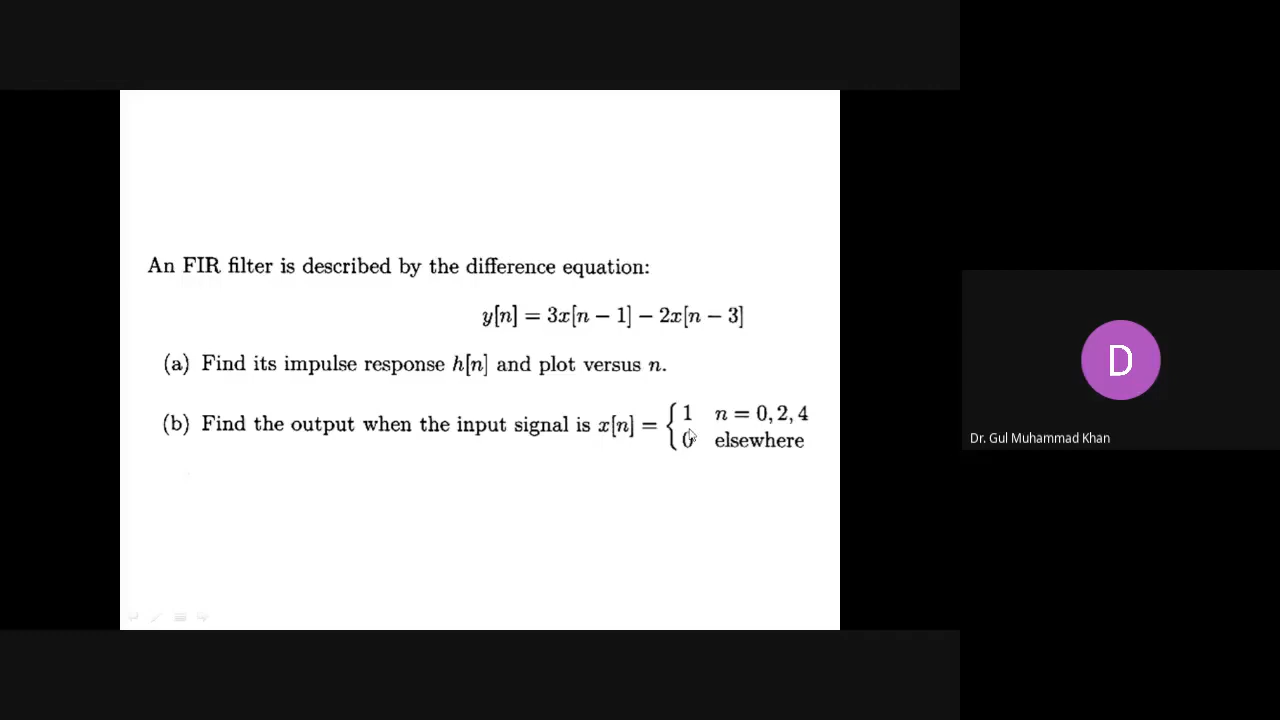 An FIR filter is described by the difference equation:
y[n] = 3x[n − 1] − 2x[n − 3]
(a) Find its impulse response h[n] and plot versus n.
(b) Find the output when the input signal is x[n] = { 1 n = 0, 2, 4
0 elsewhere
D
Dr. Gul Muhammad Khan